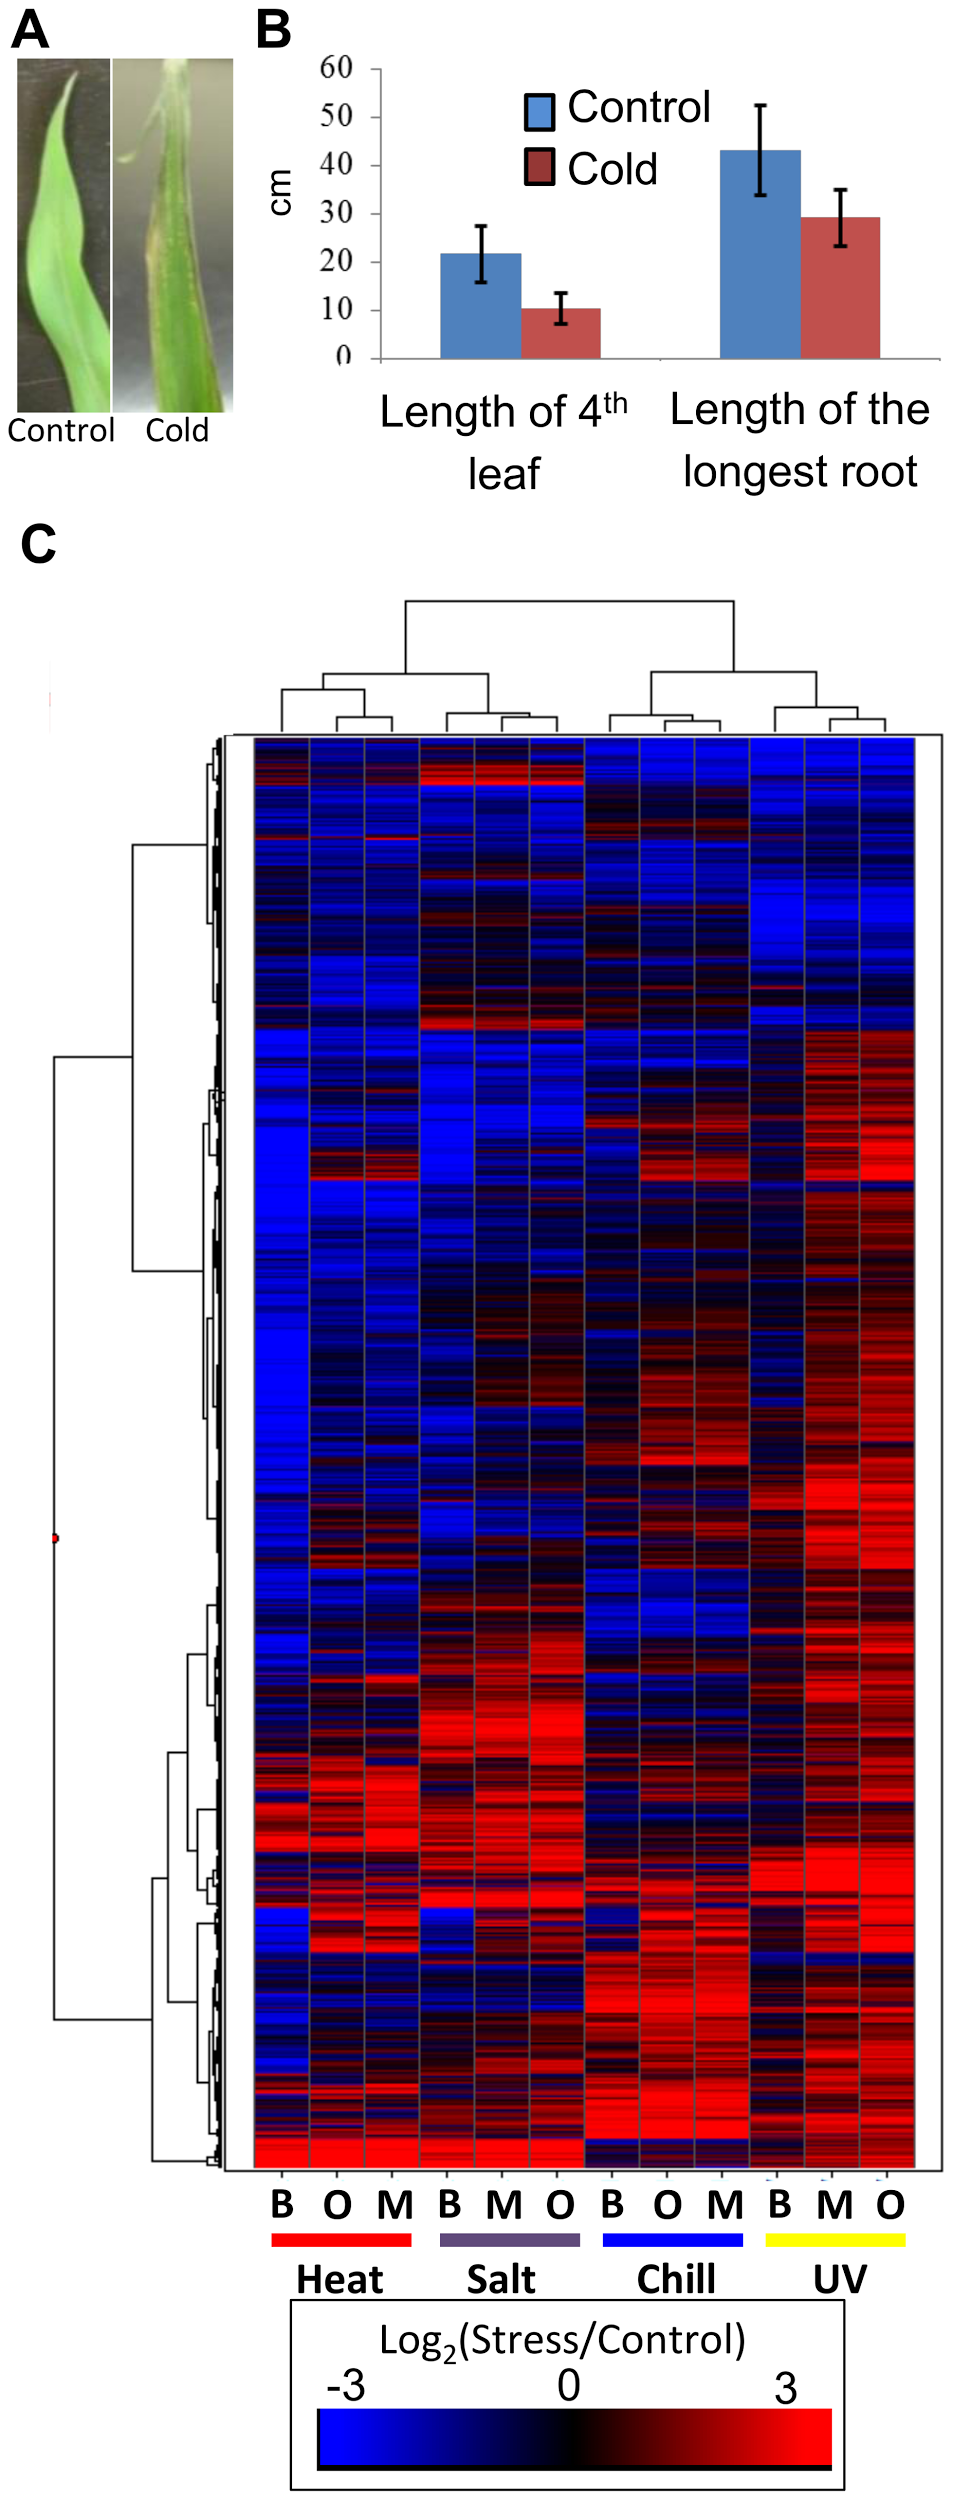 A
B
60
50
40
30
20
10
0
cm
Control
Cold
Control Cold
Length of 4th leaf
Length of the longest root
C
B O M B M O B O M B M O
Heat Salt Chill UV
Log2(Stress/Control)
-3 0 3